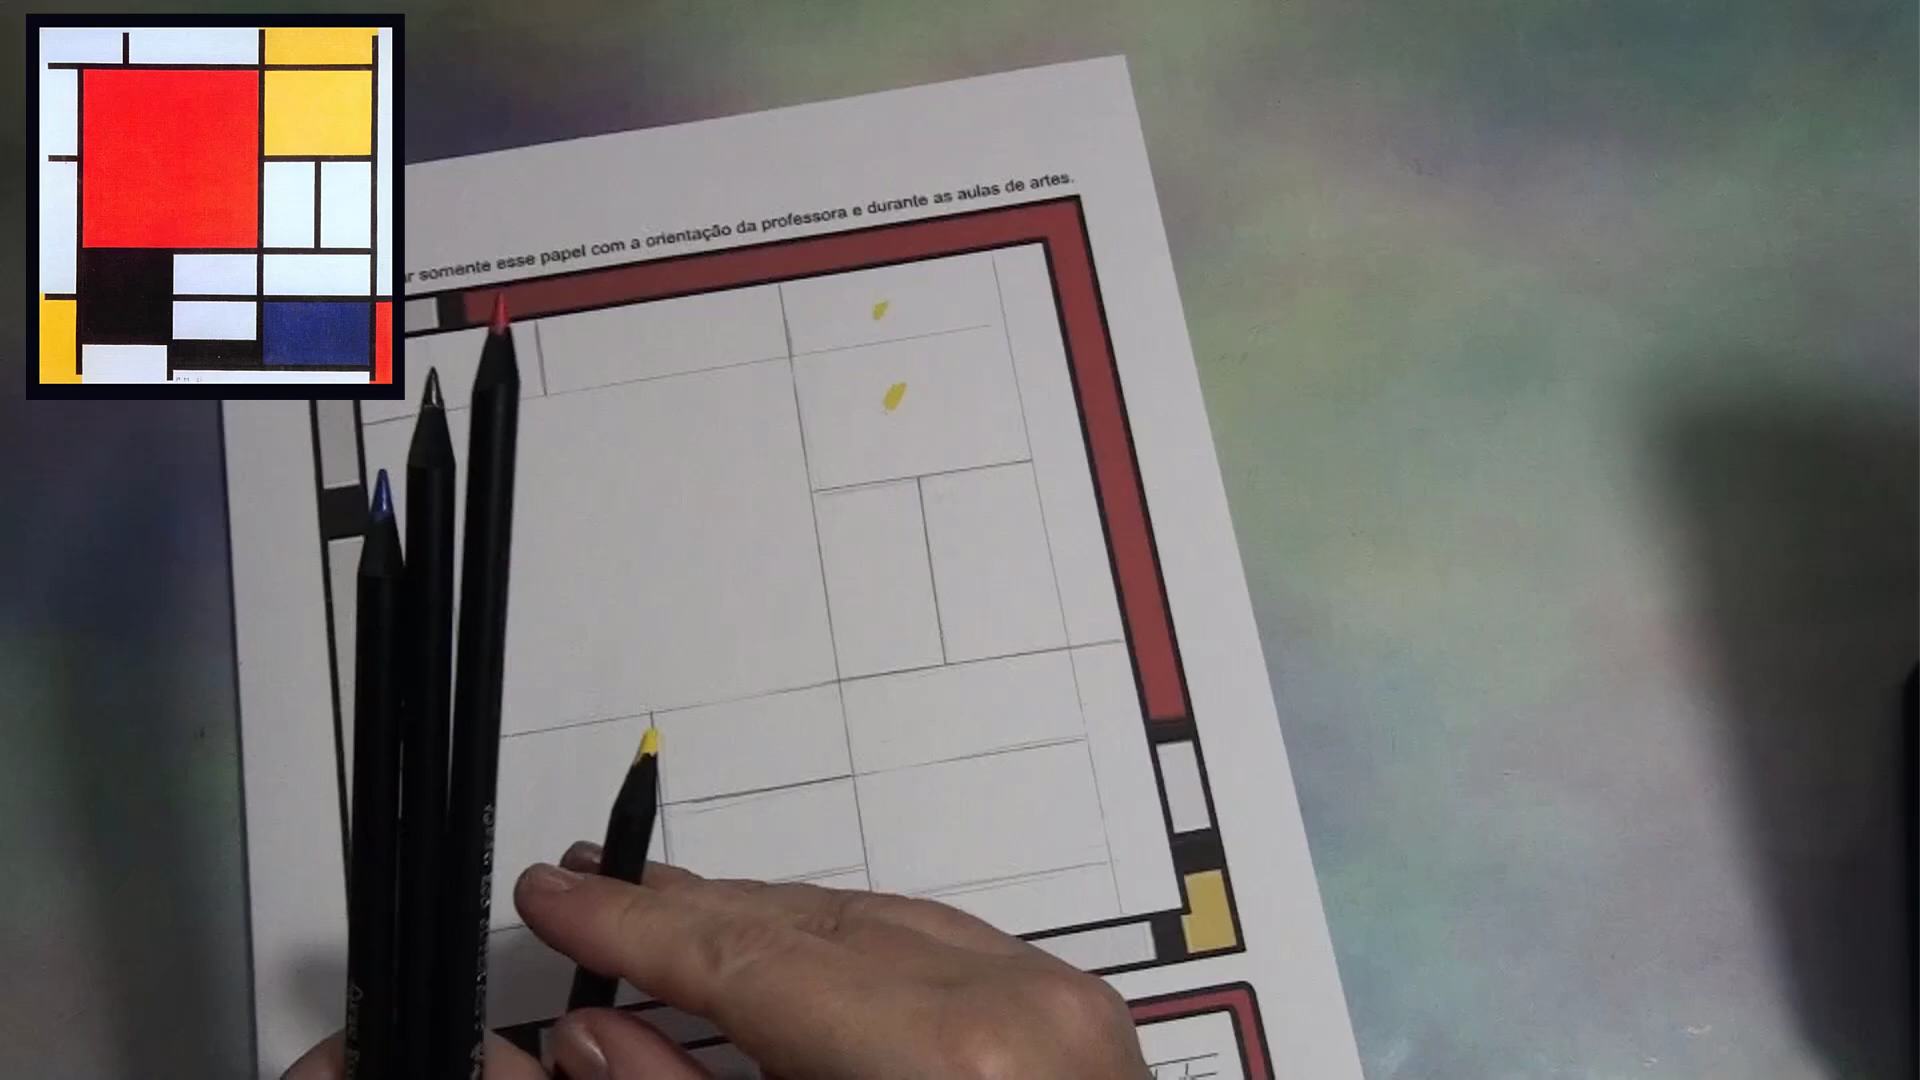 somente esse papel com a orientação da professora e durante as aulas de artes.